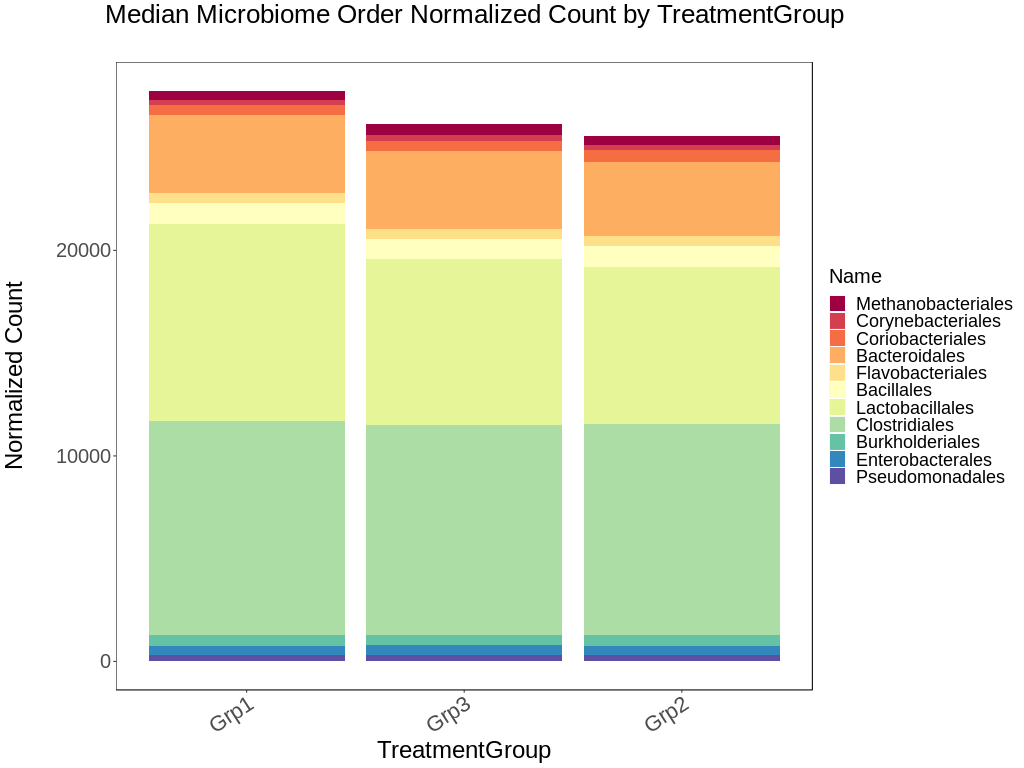 Median Microbiome Order Normalized Count by TreatmentGroup
Normalized Count
20000
10000
0
Grp1
Grp3
Grp2
TreatmentGroup
Name
Methanobacteriales
Corynebacteriales
Coriobacteriales
Bacteroidales
Flavobacteriales
Bacillales
Lactobacillales
Clostridiales
Burkholderiales
Enterobacterales
Pseudomonadales